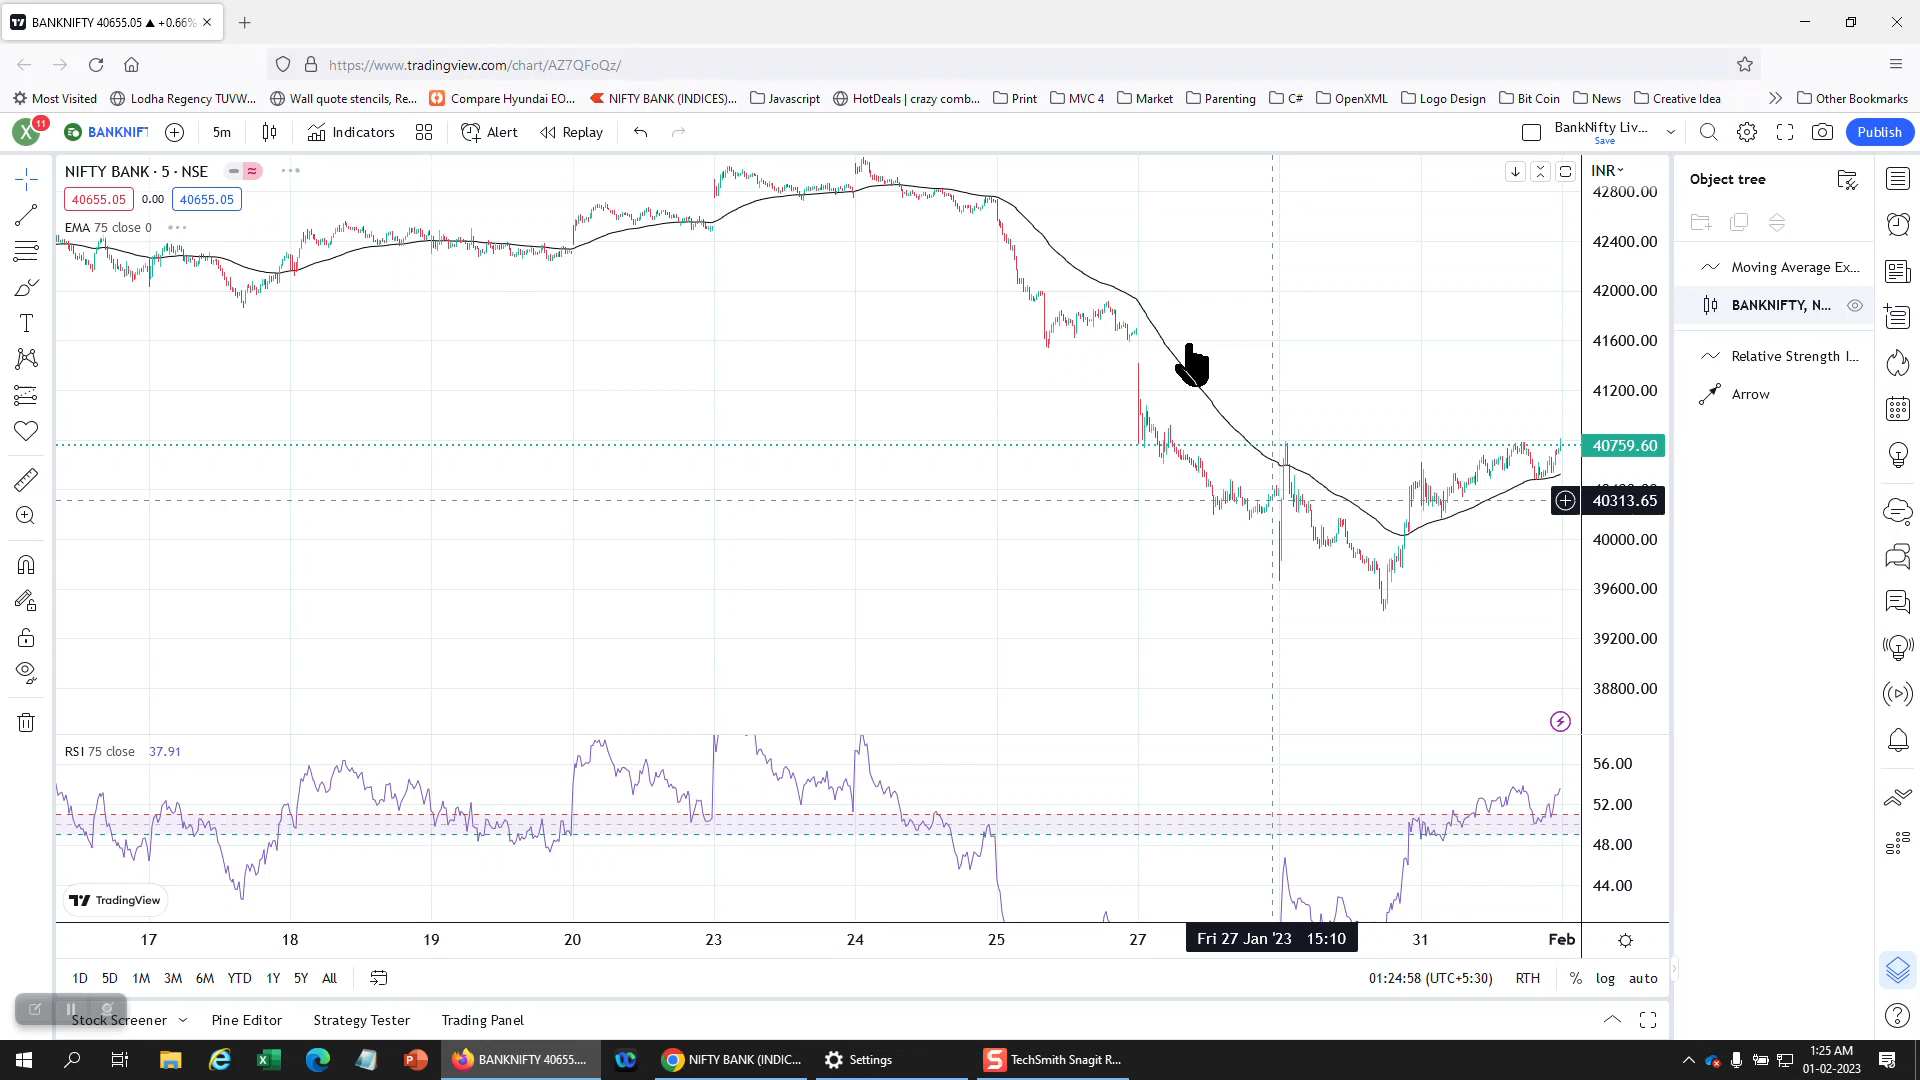 BANKNIFTY 40655.05 ▲ +0.66%
https://www.tradingview.com/chart/AZ7QFoQz/
Most Visited
Lodha Regency TUVW...
Wall quote stencils, Re...
Compare Hyundai EO...
NIFTY BANK (INDICES)...
Javascript
HotDeals | crazy comb...
Print
MVC 4
Market
Parenting
C#
OpenXML
Logo Design
Bit Coin
News
Creative Idea
Other Bookmarks
X 11
BANKNIFT
5m
Indicators
Alert
Replay
BankNifty Liv...
Save
Publish
NIFTY BANK · 5 · NSE
40655.05 0.00 40655.05
EMA 75 close 0
INR
42800.00
42400.00
42000.00
41600.00
41200.00
40759.60
40313.65
40000.00
39600.00
39200.00
38800.00
Object tree
Moving Average Ex...
BANKNIFTY, N...
Relative Strength I...
Arrow
RSI 75 close 37.91
56.00
52.00
48.00
44.00
TradingView
17 18 19 20 23 24 25 27 Fri 27 Jan '23 15:10 31 Feb
1D 5D 1M 3M 6M YTD 1Y 5Y All
01:24:58 (UTC+5:30) RTH % log auto
Stock Screener
Pine Editor
Strategy Tester
Trading Panel
BANKNIFTY 40655....
NIFTY BANK (INDIC...
Settings
TechSmith Snagit R...
1:25 AM
01-02-2023